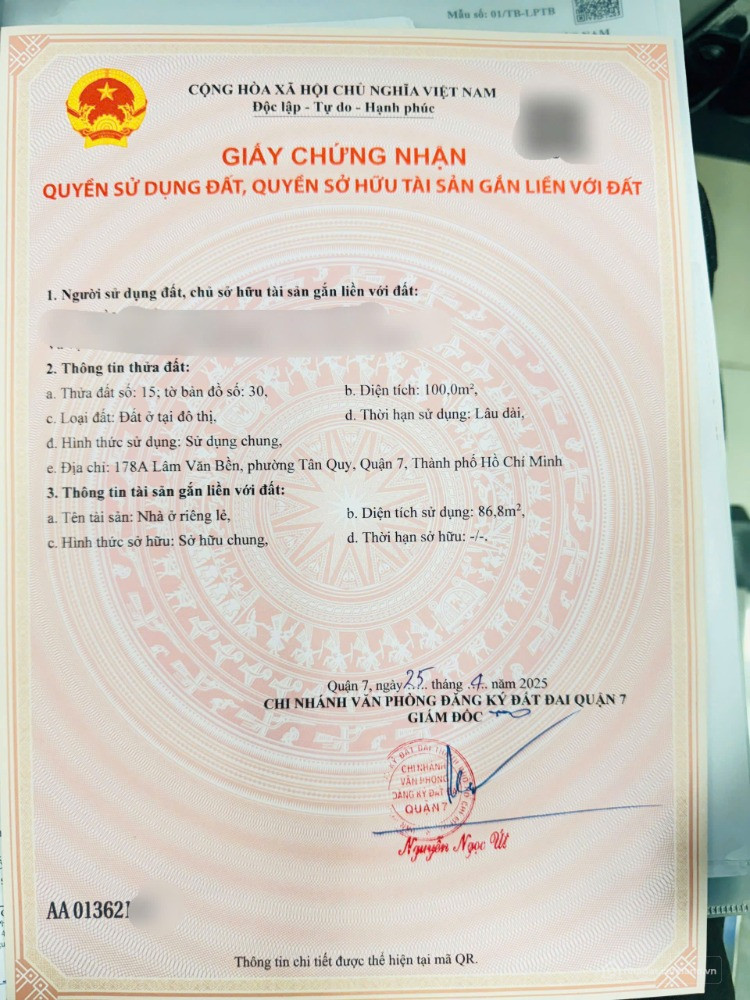 Mẫu số: 01/TB-LPTB
NAM
CỘNG HÒA XÃ HỘI CHỦ NGHĨA VIỆT NAM
Độc lập - Tự do - Hạnh phúc
GIẤY CHỨNG NHẬN
QUYỀN SỬ DỤNG ĐẤT, QUYỀN SỞ HỮU TÀI SẢN GẮN LIỀN VỚI ĐẤT
1. Người sử dụng đất, chủ sở hữu tài sản gắn liền với đất:
2. Thông tin thửa đất:
a. Thửa đất số: 15; tờ bản đồ số: 30, b. Diện tích: 100,0m²,
c. Loại đất: Đất ở tại đô thị, d. Thời hạn sử dụng: Lâu dài,
đ. Hình thức sử dụng: Sử dụng chung,
e. Địa chỉ: 178A Lâm Văn Bền, phường Tân Quy, Quận 7, Thành phố Hồ Chí Minh
3. Thông tin tài sản gắn liền với đất:
a. Tên tài sản: Nhà ở riêng lẻ, b. Diện tích sử dụng: 86,8m²,
c. Hình thức sở hữu: Sở hữu chung, d. Thời hạn sở hữu: -/-.
Quận 7, ngày 25 tháng 4 năm 2025
CHI NHÁNH VĂN PHÒNG ĐĂNG KÝ ĐẤT ĐAI QUẬN 7
GIÁM ĐỐC
CHI NHÁNH
VĂN PHÒNG
ĐĂNG KÝ ĐẤT
QUẬN 7
Nguyễn Ngọc Út
AA 013621
Thông tin chi tiết được thể hiện tại mã QR.